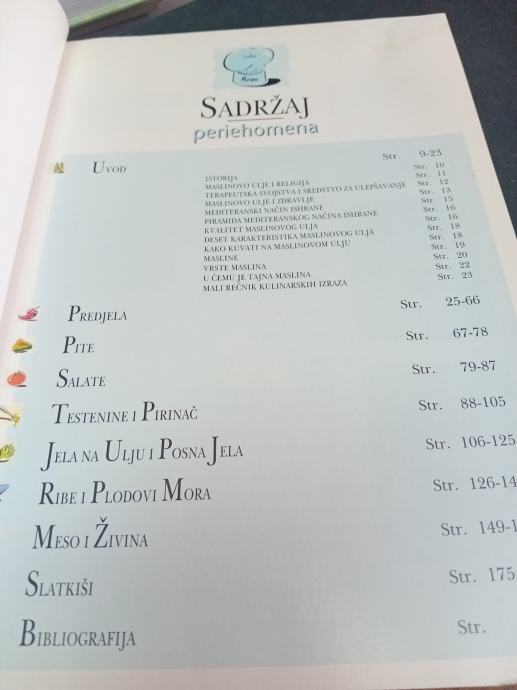 SADRŽAJ
periehomena
UVOD Str. 9-23
ISTORIJA Str. 10
MASLINOVO ULJE I RELIGIJA Str. 11
TERAPEUTSKA SVOJSTVA I SREDSTVO ZA ULEPŠAVANJE Str. 12
MASLINOVO ULJE I ZDRAVLJE Str. 13
MEDITERANSKI NAČIN ISHRANE Str. 15
PIRAMIDA MEDITERANSKOG NAČINA ISHRANE Str. 16
KVALITET MASLINOVOG ULJA Str. 16
DESET KARAKTERISTIKA MASLINOVOG ULJA Str. 18
KAKO KUVATI NA MASLINOVOM ULJU Str. 18
MASLINE Str. 19
VRSTE MASLINA Str. 20
U ČEMU JE TAJNA MASLINA Str. 22
MALI REČNIK KULINARSKIH IZRAZA Str. 23
PREDJELA Str. 25-66
PITE Str. 67-78
SALATE Str. 79-87
TESTENINE I PIRINAČ Str. 88-105
JELA NA ULJU I POSNA JELA Str. 106-125
RIBE I PLODOVI MORA Str. 126-14
MESO I ŽIVINA Str. 149-1
SLATKIŠI Str. 175-
BIBLIOGRAFIJA Str.